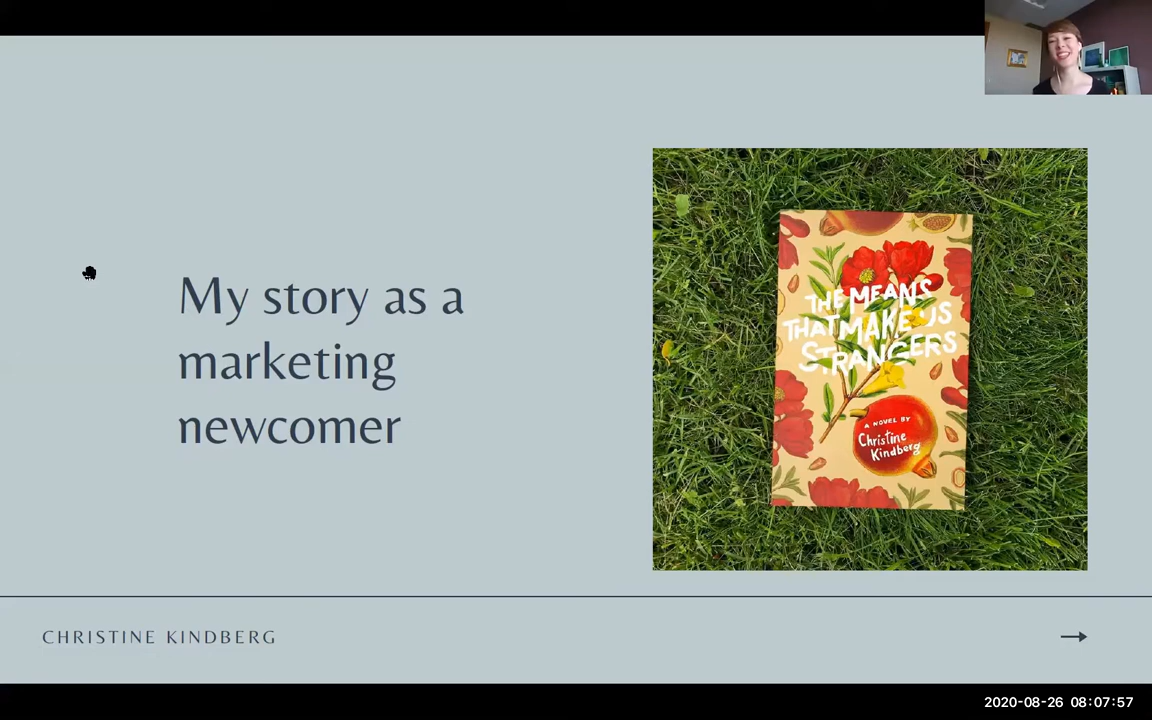 My story as a
marketing
newcomer
THE MEANS
THAT MAKE US
STRANGERS
A NOVEL BY
Christine
Kindberg
CHRISTINE KINDBERG
2020-08-26 08:07:57